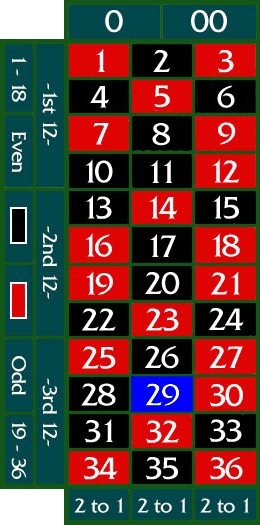 0 00
1 2 3
4 5 6
7 8 9
10 11 12
13 14 15
16 17 18
19 20 21
22 23 24
25 26 27
28 29 30
31 32 33
34 35 36
2 to 1 2 to 1 2 to 1
-1st 12-
-2nd 12-
-3rd 12-
1 - 18
Even
Odd
19 - 36